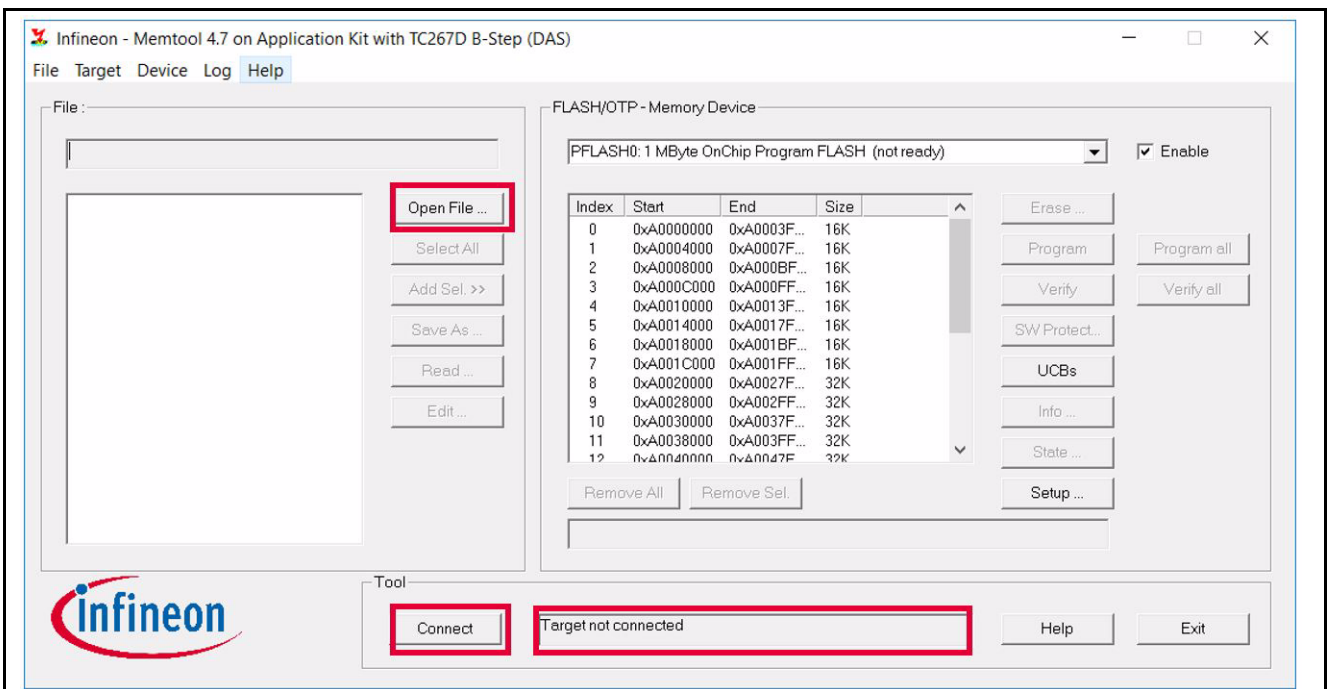 Infineon - Memtool 4.7 on Application Kit with TC267D B-Step (DAS)
File Target Device Log Help
File :
Open File ...
Select All
Add Sel. >>
Save As ...
Read ...
Edit ...
FLASH/OTP - Memory Device
PFLASH0: 1 MByte OnChip Program FLASH (not ready)
Enable
Index Start End Size
0 0xA0000000 0xA0003F... 16K
1 0xA0004000 0xA0007F... 16K
2 0xA0008000 0xA000BF... 16K
3 0xA000C000 0xA000FF... 16K
4 0xA0010000 0xA0013F... 16K
5 0xA0014000 0xA0017F... 16K
6 0xA0018000 0xA001BF... 16K
7 0xA001C000 0xA001FF... 16K
8 0xA0020000 0xA0027F... 32K
9 0xA0028000 0xA002FF... 32K
10 0xA0030000 0xA0037F... 32K
11 0xA0038000 0xA003FF... 32K
12 0xA0040000 0xA0047F... 32K
Erase ...
Program Program all
Verify Verify all
SW Protect...
UCBs
Info ...
State ...
Setup ...
Remove All Remove Sel.
infineon
Tool
Connect Target not connected Help Exit